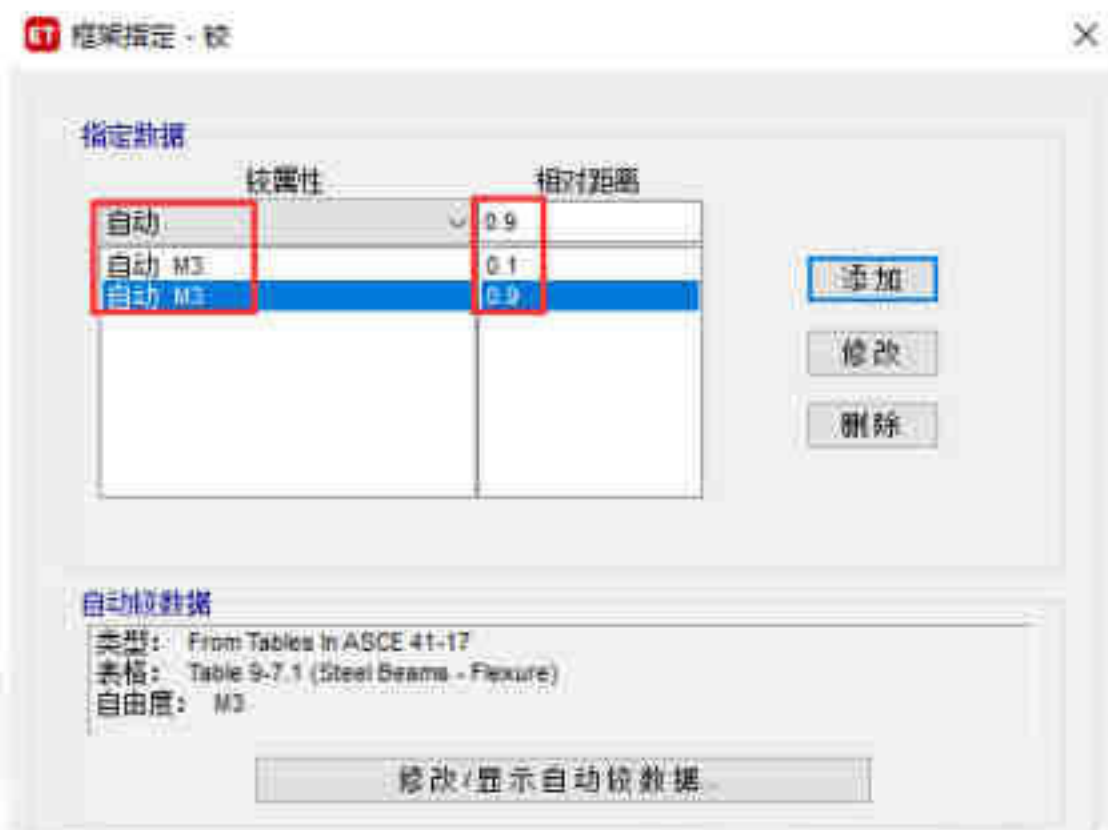 ET 框架指定 - 铰
指定数据
铰属性 相对距离
自动 0.9
自动 M3 0.1
自动 M3 0.9
添加
修改
删除
自动铰数据
类型: From Tables In ASCE 41-17
表格: Table 9-7.1 (Steel Beams - Flexure)
自由度: M3
修改/显示自动铰数据